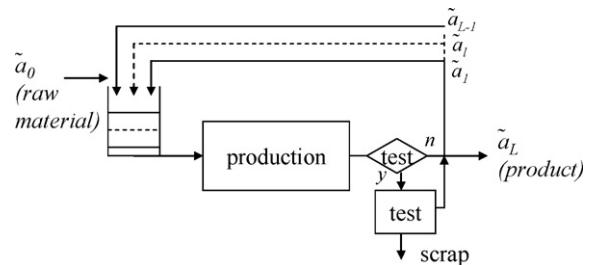 ã_{L-1}
ã_l
ã_1
ã_0
(raw
material)
production
test
n
y
ã_L
(product)
test
scrap